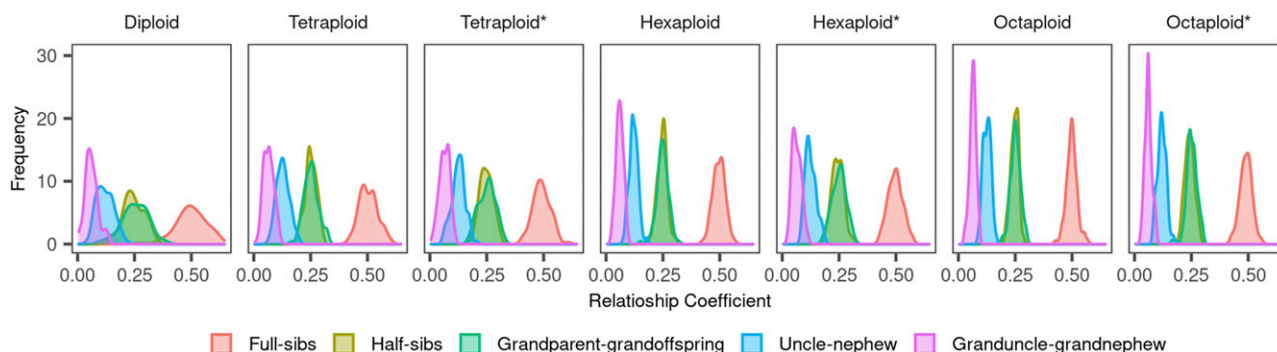 Diploid Tetraploid Tetraploid* Hexaploid Hexaploid* Octaploid Octaploid*
30
20
10
0
Frequency
0.00 0.25 0.50 0.00 0.25 0.50 0.00 0.25 0.50 0.00 0.25 0.50 0.00 0.25 0.50 0.00 0.25 0.50 0.00 0.25 0.50
Relatioship Coefficient
Full-sibs Half-sibs Grandparent-grandoffspring Uncle-nephew Granduncle-grandnephew